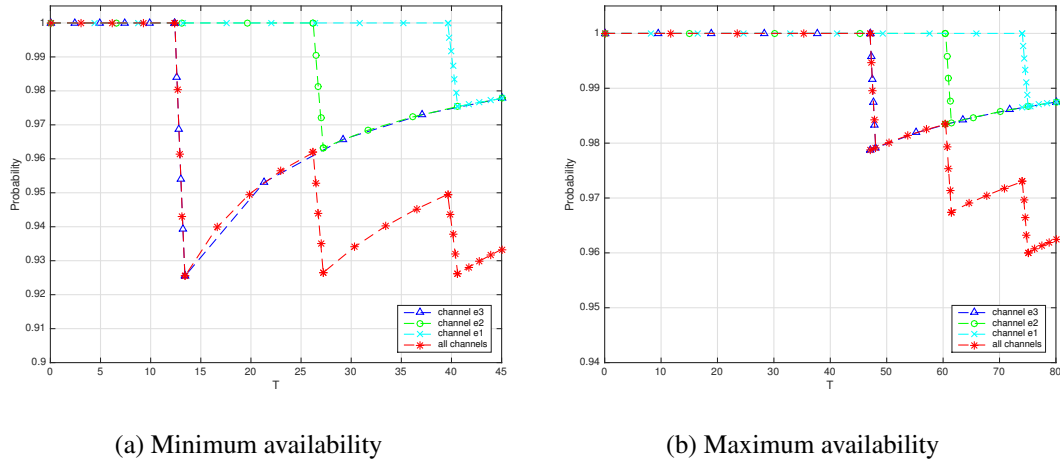 1
0.99
0.98
0.97
0.96
0.95
0.94
0.93
0.92
0.91
0.9
Probability
0 5 10 15 20 25 30 35 40 45
T
channel e3
channel e2
channel e1
all channels
(a) Minimum availability
1
0.99
0.98
0.97
0.96
0.95
0.94
Probability
0 10 20 30 40 50 60 70 80
T
channel e3
channel e2
channel e1
all channels
(b) Maximum availability